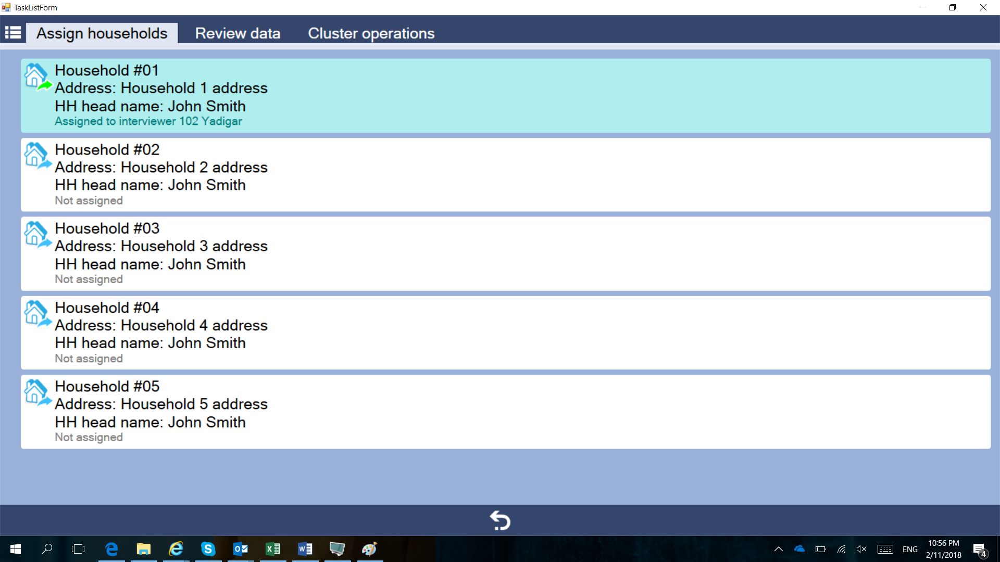 TaskListForm
Assign households Review data Cluster operations
Household #01
Address: Household 1 address
HH head name: John Smith
Assigned to interviewer 102 Yadigar
Household #02
Address: Household 2 address
HH head name: John Smith
Not assigned
Household #03
Address: Household 3 address
HH head name: John Smith
Not assigned
Household #04
Address: Household 4 address
HH head name: John Smith
Not assigned
Household #05
Address: Household 5 address
HH head name: John Smith
Not assigned
ENG
10:56 PM
2/11/2018
4